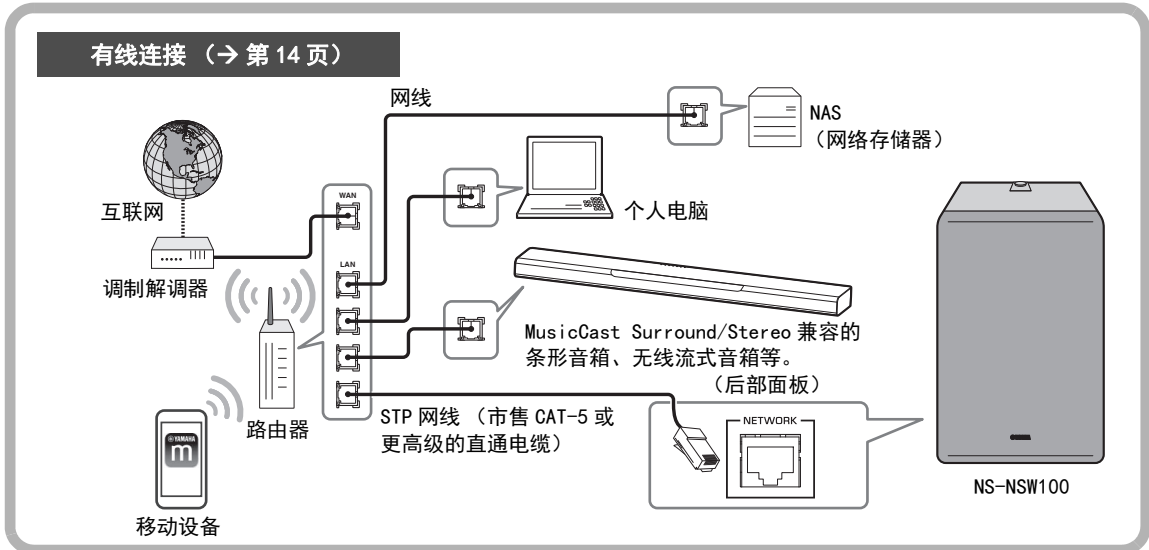 有线连接 （→ 第 14 页）
网线
NAS
（网络存储器）
互联网
WAN
个人电脑
调制解调器
LAN
MusicCast Surround/Stereo 兼容的
条形音箱、无线流式音箱等。
（后部面板）
路由器
STP 网线 （市售 CAT-5 或
更高级的直通电缆）
NETWORK
YAMAHA
m
YAMAHA
NS-NSW100
移动设备